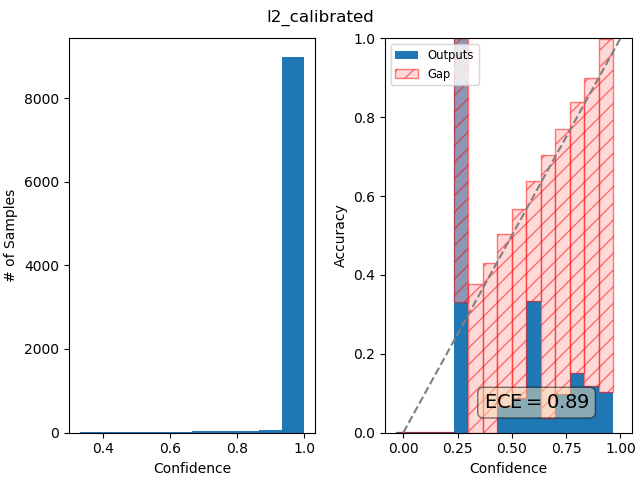 l2_calibrated
# of Samples
8000
6000
4000
2000
0
0.4 0.6 0.8 1.0
Confidence
Accuracy
1.0
0.8
0.6
0.4
0.2
0.0
Outputs
Gap
ECE = 0.89
0.00 0.25 0.50 0.75 1.00
Confidence